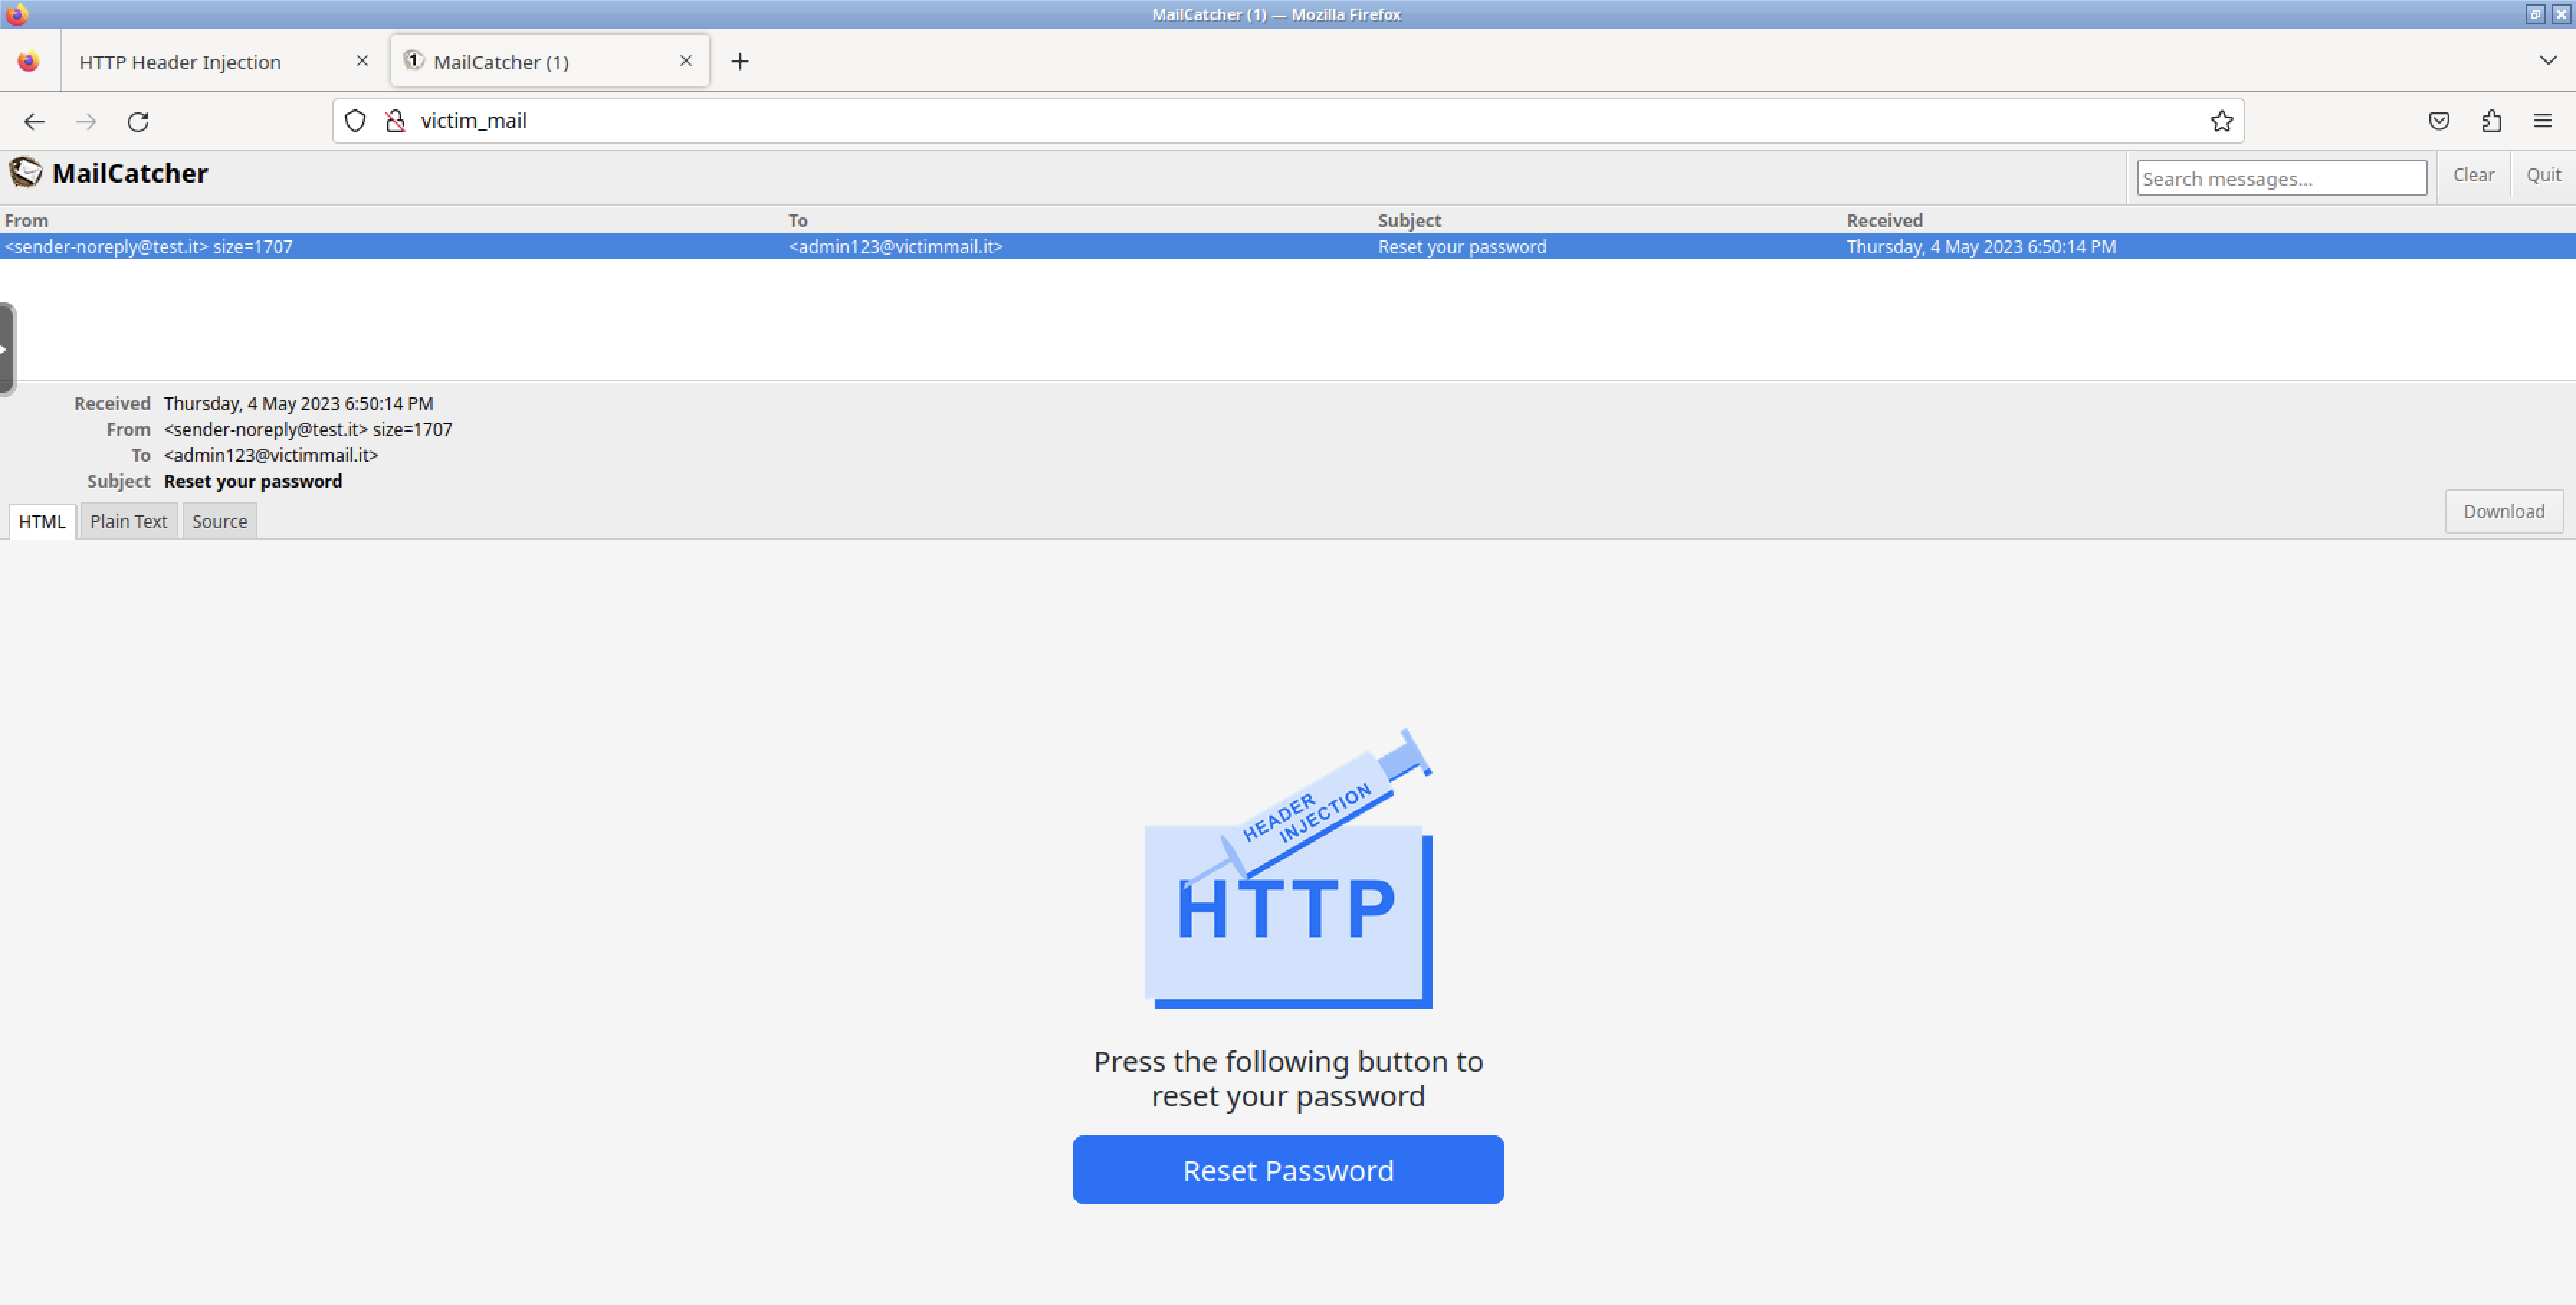 MailCatcher (1) — Mozilla Firefox
HTTP Header Injection
1 MailCatcher (1)
victim_mail
MailCatcher
Search messages...
Clear
Quit
From To Subject Received
<sender-noreply@test.it> size=1707 <admin123@victimmail.it> Reset your password Thursday, 4 May 2023 6:50:14 PM
Received Thursday, 4 May 2023 6:50:14 PM
From <sender-noreply@test.it> size=1707
To <admin123@victimmail.it>
Subject Reset your password
HTML Plain Text Source Download
HEADER
INJECTION
HTTP
Press the following button to
reset your password
Reset Password